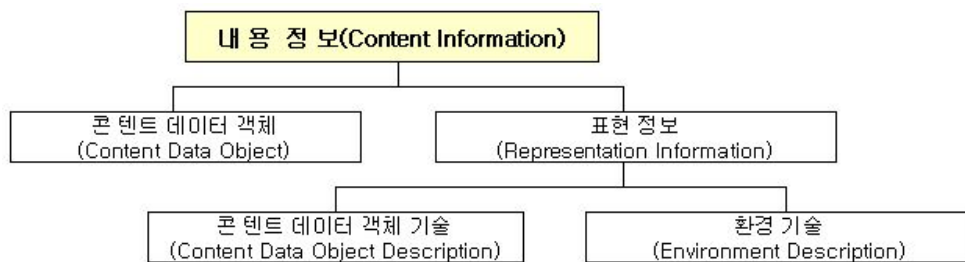 내 용 정 보(Content Information)
콘 텐트 데이터 객체
(Content Data Object)
표현 정보
(Representation Information)
콘 텐트 데이터 객체 기술
(Content Data Object Description)
환경 기술
(Environment Description)